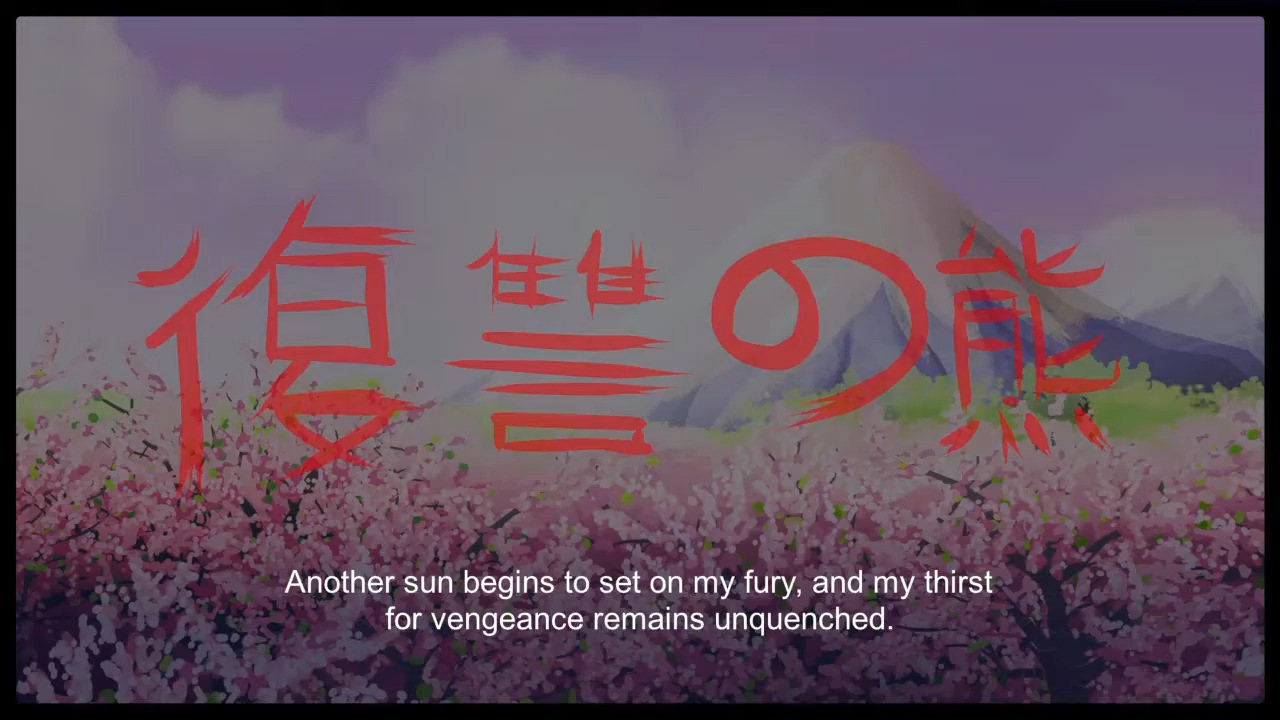 復讐の熊
Another sun begins to set on my fury, and my thirst
for vengeance remains unquenched.